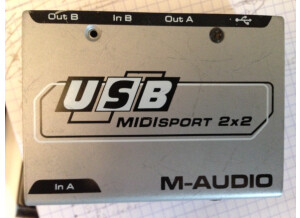 Out B In B Out A
USB
MIDISPORT 2x2
In A
M-AUDIO